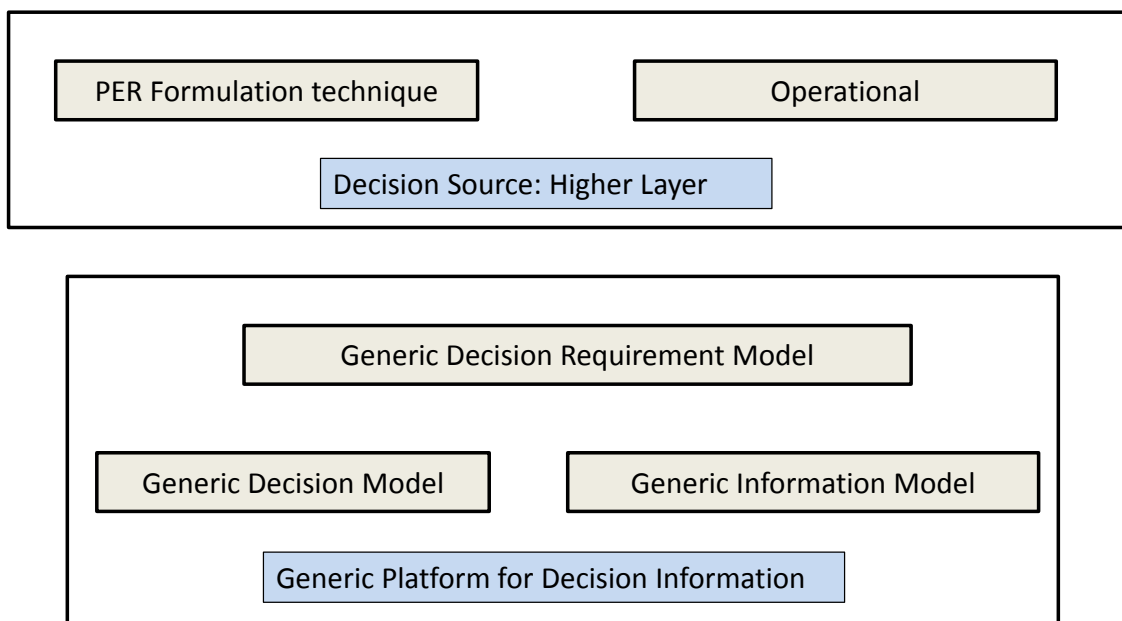 PER Formulation technique
Operational
Decision Source: Higher Layer
Generic Decision Requirement Model
Generic Decision Model
Generic Information Model
Generic Platform for Decision Information